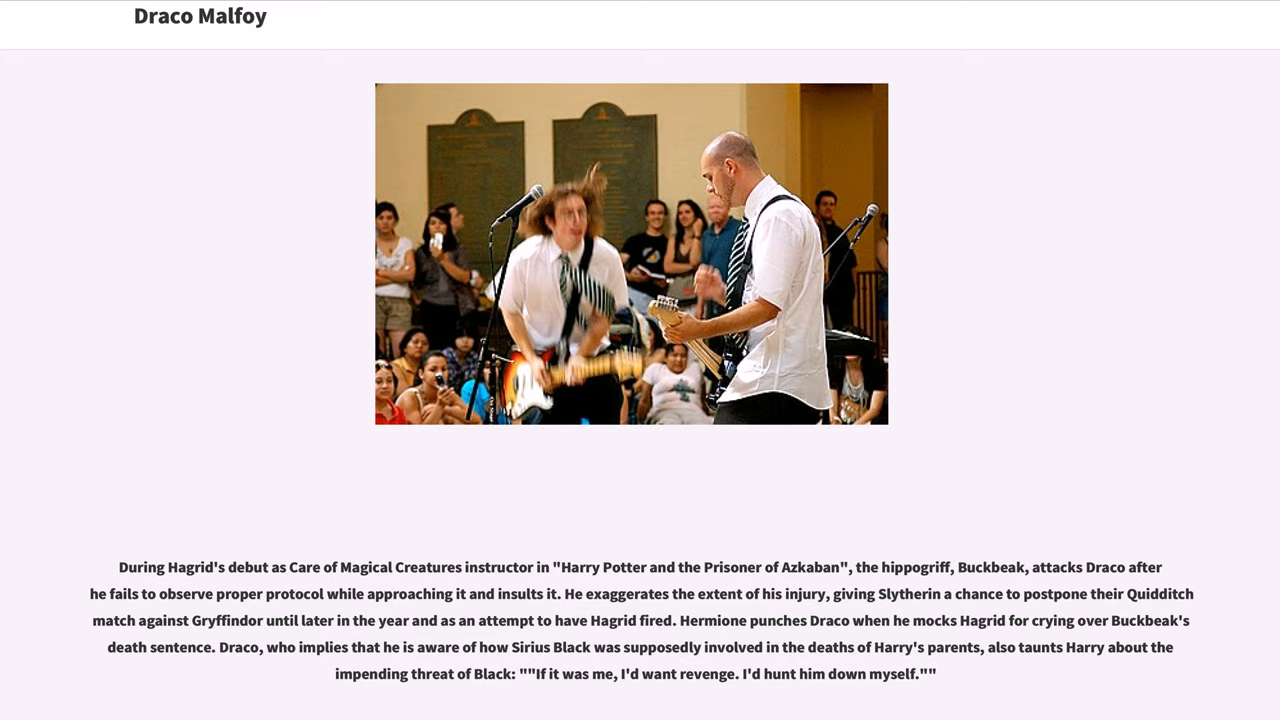 Draco Malfoy
During Hagrid's debut as Care of Magical Creatures instructor in "Harry Potter and the Prisoner of Azkaban", the hippogriff, Buckbeak, attacks Draco after
he fails to observe proper protocol while approaching it and insults it. He exaggerates the extent of his injury, giving Slytherin a chance to postpone their Quidditch
match against Gryffindor until later in the year and as an attempt to have Hagrid fired. Hermione punches Draco when he mocks Hagrid for crying over Buckbeak's
death sentence. Draco, who implies that he is aware of how Sirius Black was supposedly involved in the deaths of Harry's parents, also taunts Harry about the
impending threat of Black: ""If it was me, I'd want revenge. I'd hunt him down myself.""